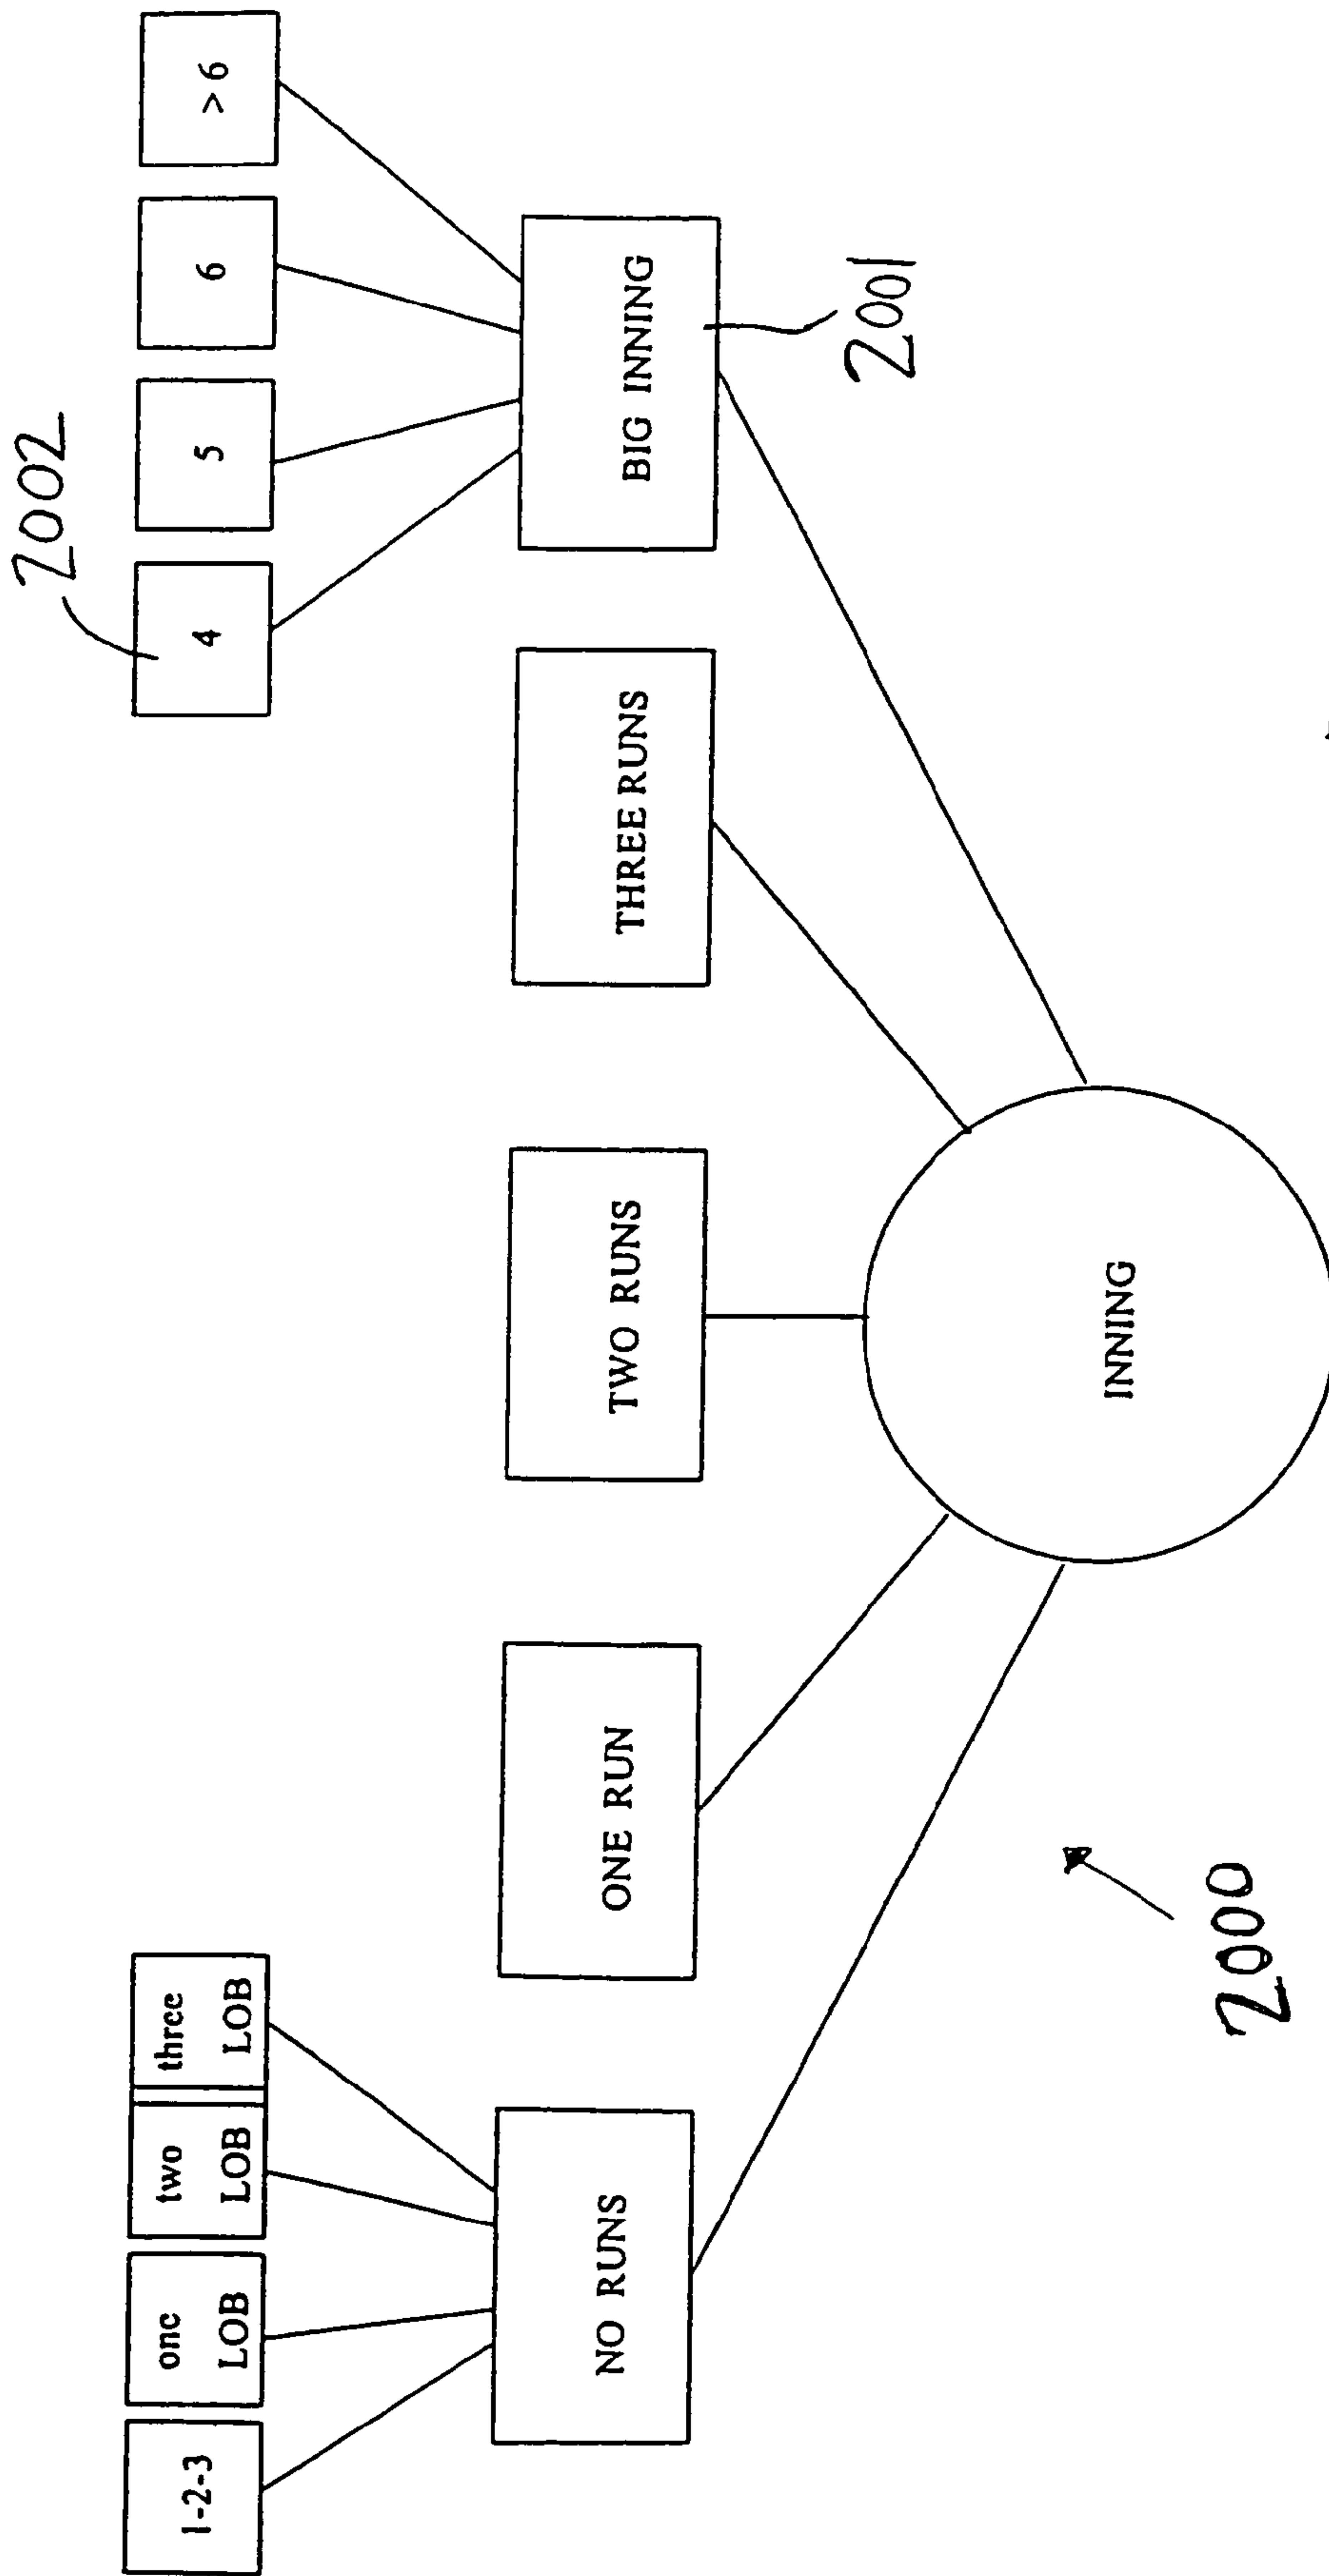 1-2-3
one
LOB
two
LOB
three
LOB
2002
4
5
6
> 6
NO RUNS
ONE RUN
TWO RUNS
THREE RUNS
BIG INNING
2001
INNING
2000